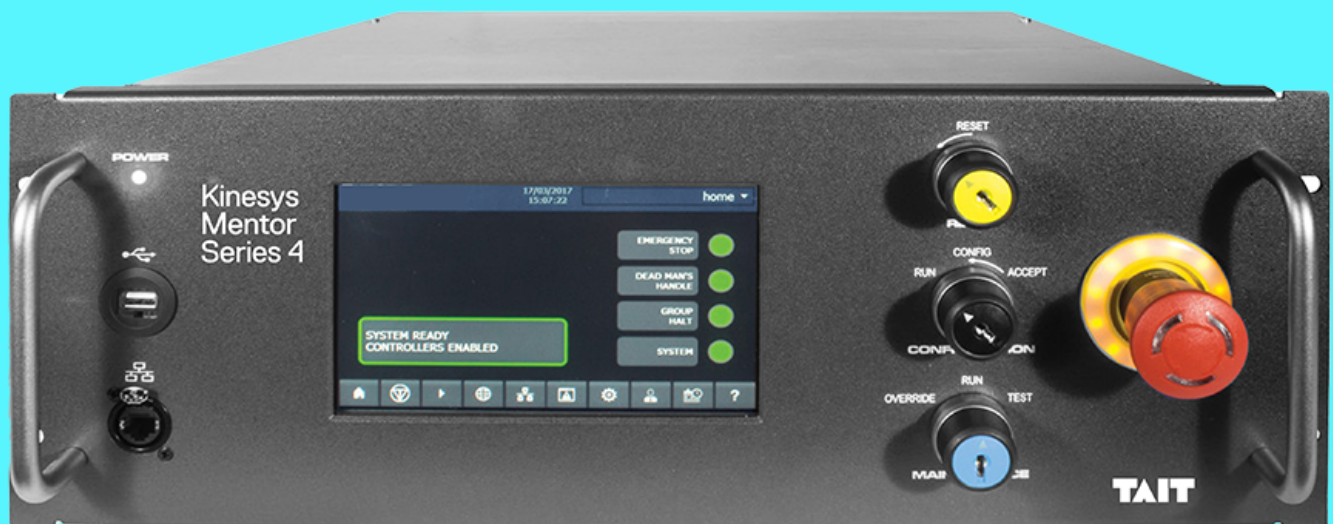 POWER
Kinesys
Mentor
Series 4
17/03/2017
15:07:22
home
EMERGENCY
STOP
DEAD MAN'S
HANDLE
GROUP
HALT
SYSTEM
SYSTEM READY
CONTROLLERS ENABLED
?
RESET
CONFIG
RUN
ACCEPT
RUN
OVERRIDE
TEST
TAIT